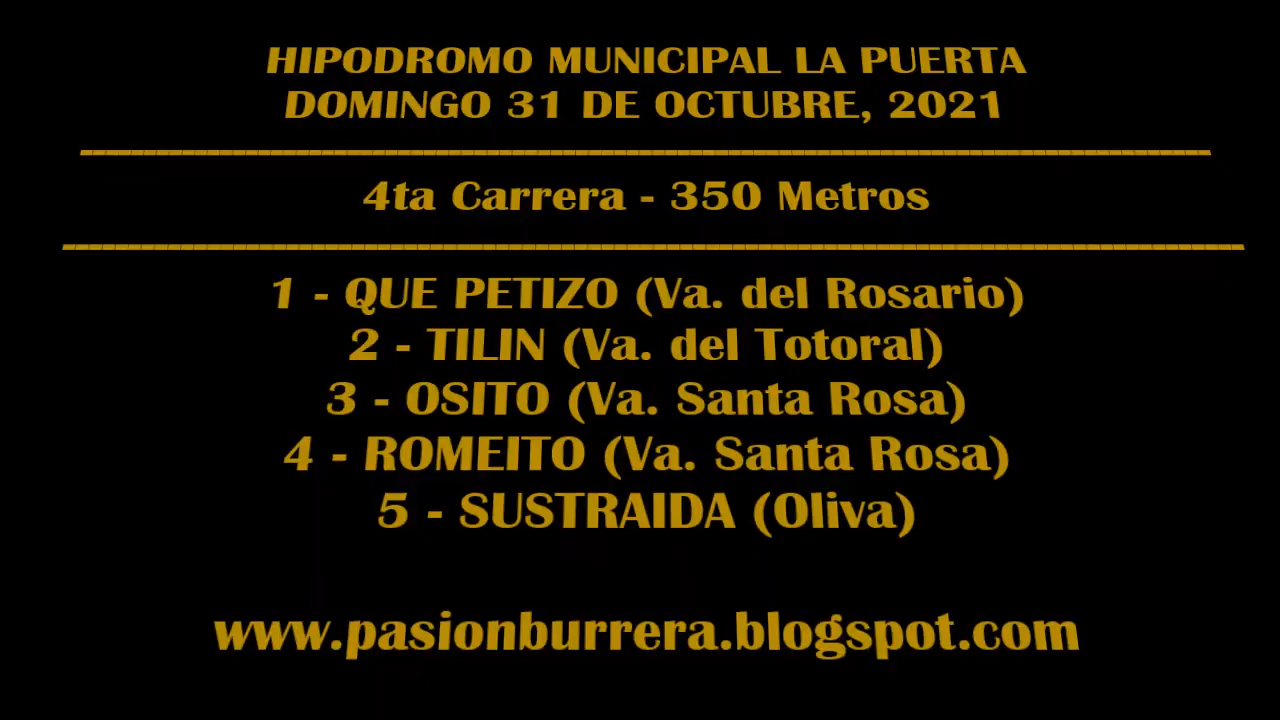 HIPODROMO MUNICIPAL LA PUERTA
DOMINGO 31 DE OCTUBRE, 2021
4ta Carrera - 350 Metros
1 - QUE PETIZO (Va. del Rosario)
2 - TILIN (Va. del Totoral)
3 - OSITO (Va. Santa Rosa)
4 - ROMEITO (Va. Santa Rosa)
5 - SUSTRAIDA (Oliva)
www.pasionburrera.blogspot.com